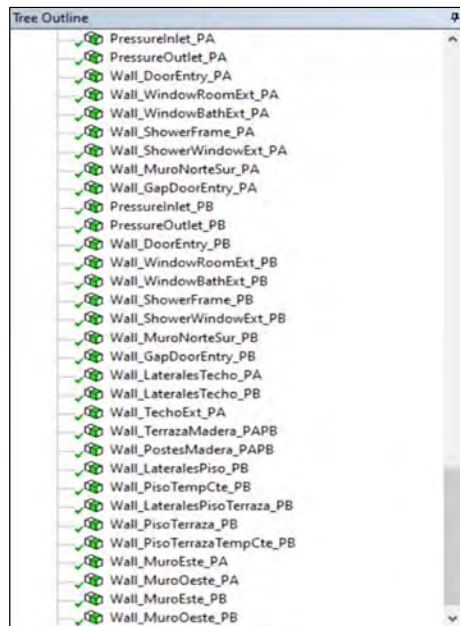 Tree Outline
PressureInlet_PA
PressureOutlet_PA
Wall_DoorEntry_PA
Wall_WindowRoomExt_PA
Wall_WindowBathExt_PA
Wall_ShowerFrame_PA
Wall_ShowerWindowExt_PA
Wall_MuroNorteSur_PA
Wall_GapDoorEntry_PA
PressureInlet_PB
PressureOutlet_PB
Wall_DoorEntry_PB
Wall_WindowRoomExt_PB
Wall_WindowBathExt_PB
Wall_ShowerFrame_PB
Wall_ShowerWindowExt_PB
Wall_MuroNorteSur_PB
Wall_GapDoorEntry_PB
Wall_LateralesTecho_PA
Wall_LateralesTecho_PB
Wall_TechoExt_PA
Wall_TerrazaMadera_PAPB
Wall_PostesMadera_PAPB
Wall_LateralesPiso_PB
Wall_PisoTempCte_PB
Wall_LateralesPisoTerraza_PB
Wall_PisoTerraza_PB
Wall_PisoTerrazaTempCte_PB
Wall_MuroEste_PA
Wall_MuroOeste_PA
Wall_MuroEste_PB
Wall_MuroOeste_PB